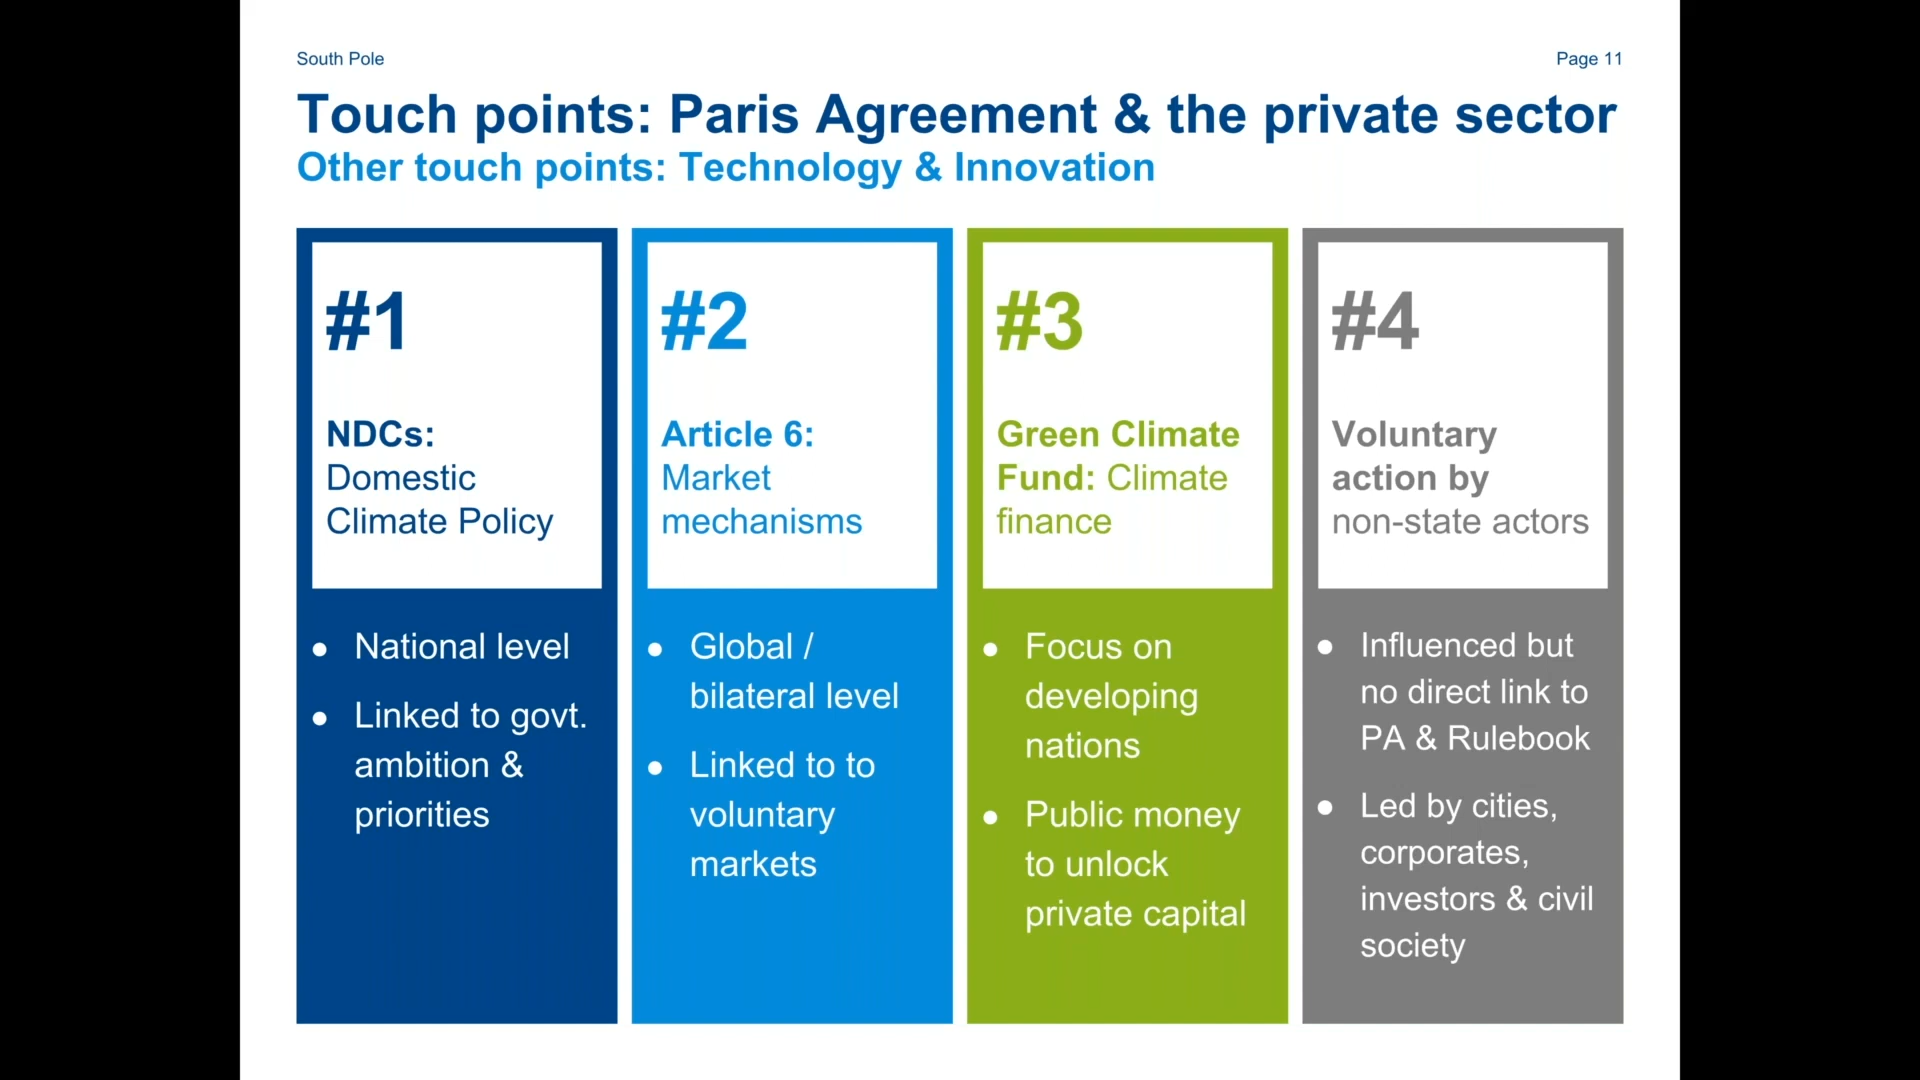 South Pole
Page 11
Touch points: Paris Agreement & the private sector
Other touch points: Technology & Innovation
#1
NDCs:
Domestic
Climate Policy
● National level
● Linked to govt.
ambition &
priorities
#2
Article 6:
Market
mechanisms
● Global /
bilateral level
● Linked to to
voluntary
markets
#3
Green Climate
Fund: Climate
finance
● Focus on
developing
nations
● Public money
to unlock
private capital
#4
Voluntary
action by
non-state actors
● Influenced but
no direct link to
PA & Rulebook
● Led by cities,
corporates,
investors & civil
society